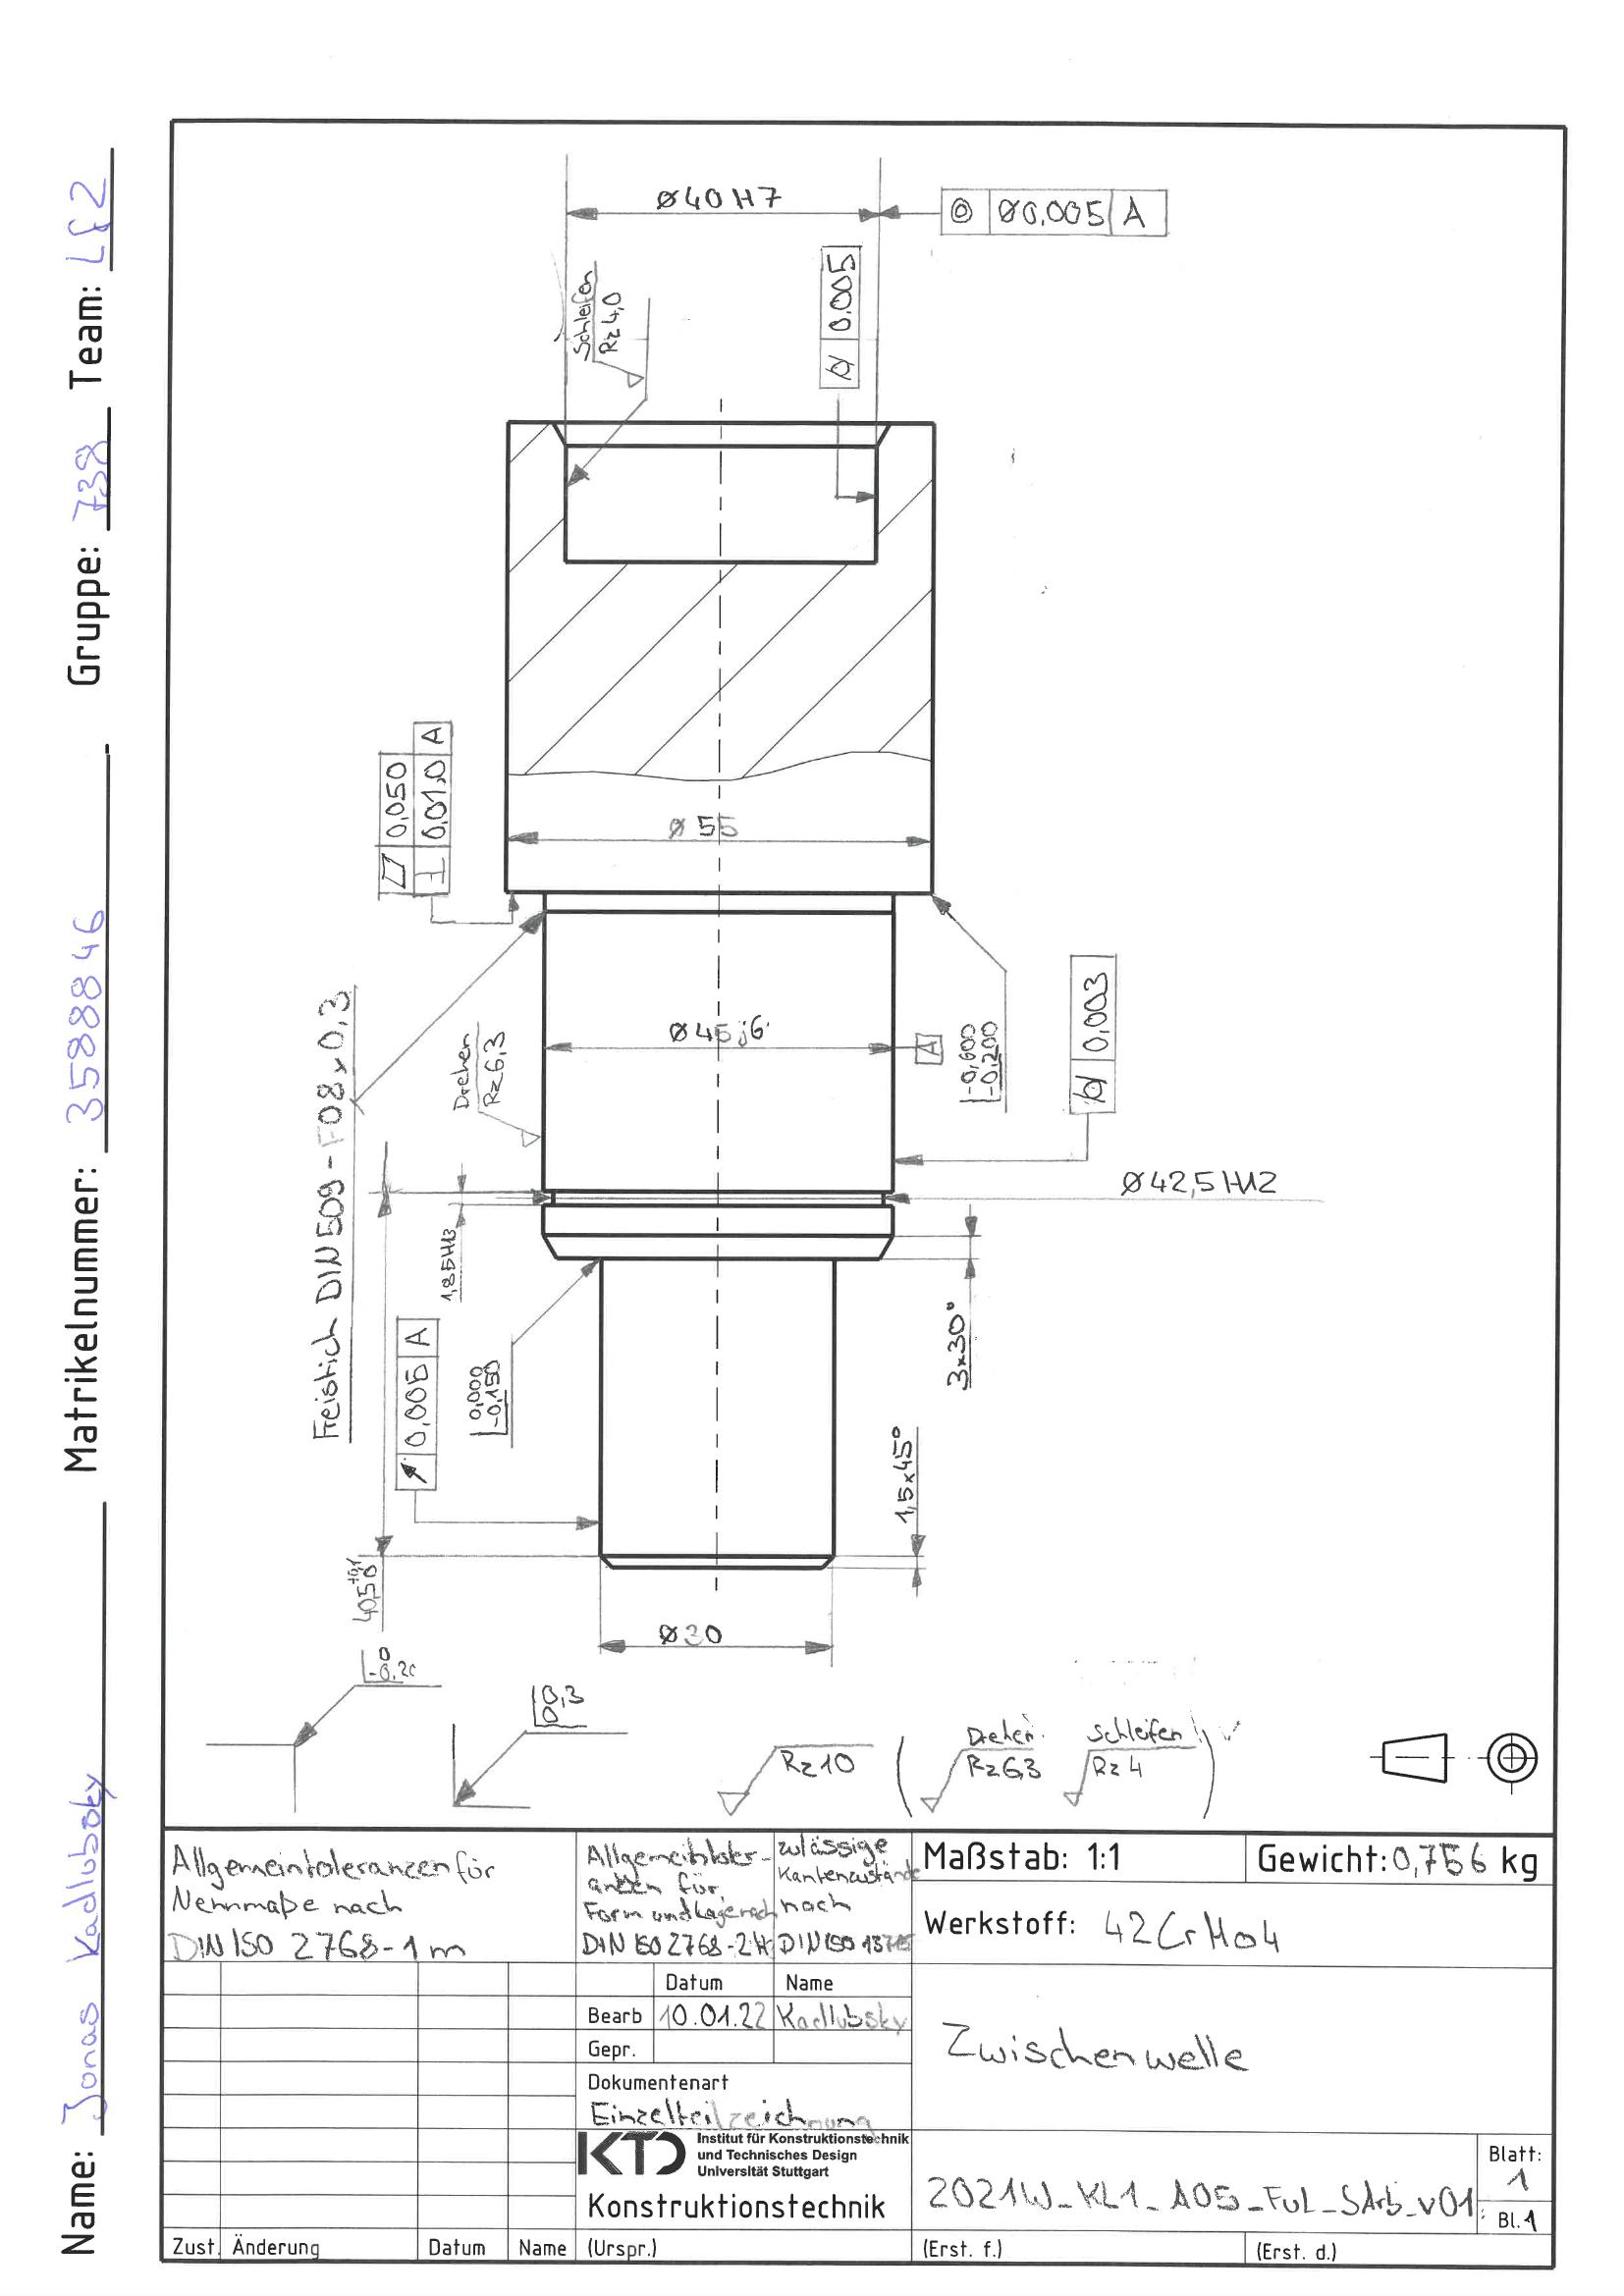 Name: Jonas Kadlubsky Matrikelnummer: 3588846 Gruppe: 738 Team: L&2
Ø40 H7
◎ Ø0,005 A
Schleifen
Rz 4,0
⌭ 0.005
⏥ 0,050
⊥ 0,010 A
Ø 55
Freistich DIN 509 - F08 x 0,3
Drehen
Rz 6,3
Ø 45 j6
A
-0,600
-0,200
⌭ 0,003
1,85 H13
Ø 42,5 H12
3x30°
↗ 0,005 A
0,000
-0,150
1,5x45°
40,5 +0,1 0
Ø 30
0
-0,20
0,3
0
Rz 10 ( Drehen Rz 6,3 Schleifen Rz 4 )
Allgemeintoleranzen für
Nennmaße nach
DIN ISO 2768-1 m
Allgemeintoler-
anzen für
Form und Lage nach
DIN ISO 2768-2 H
zulässige
Kantenzustände
nach
DIN ISO 13715
Maßstab: 1:1
Gewicht: 0,756 kg
Werkstoff: 42CrMo4
Datum Name
Bearb 10.01.22 Kadlubsky
Gepr.
Dokumentenart
Einzelteilzeichnung
Zwischenwelle
KTD Institut für Konstruktionstechnik
und Technisches Design
Universität Stuttgart
Konstruktionstechnik
2021W_KL1_A05_FuL_SArb_v01
Blatt:
1
Bl. 1
Zust. Änderung Datum Name (Urspr.) (Erst. f.) (Erst. d.)